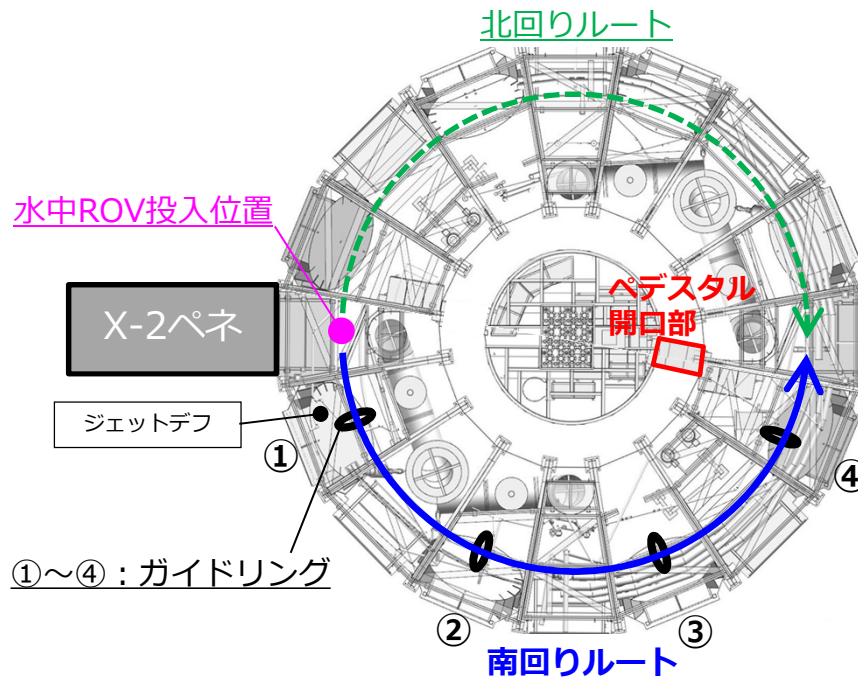 北回りルート
水中ROV投入位置
ペデスタル
開口部
X-2ペネ
ジェットデフ
①
④
①～④：ガイドリング
②
③
南回りルート